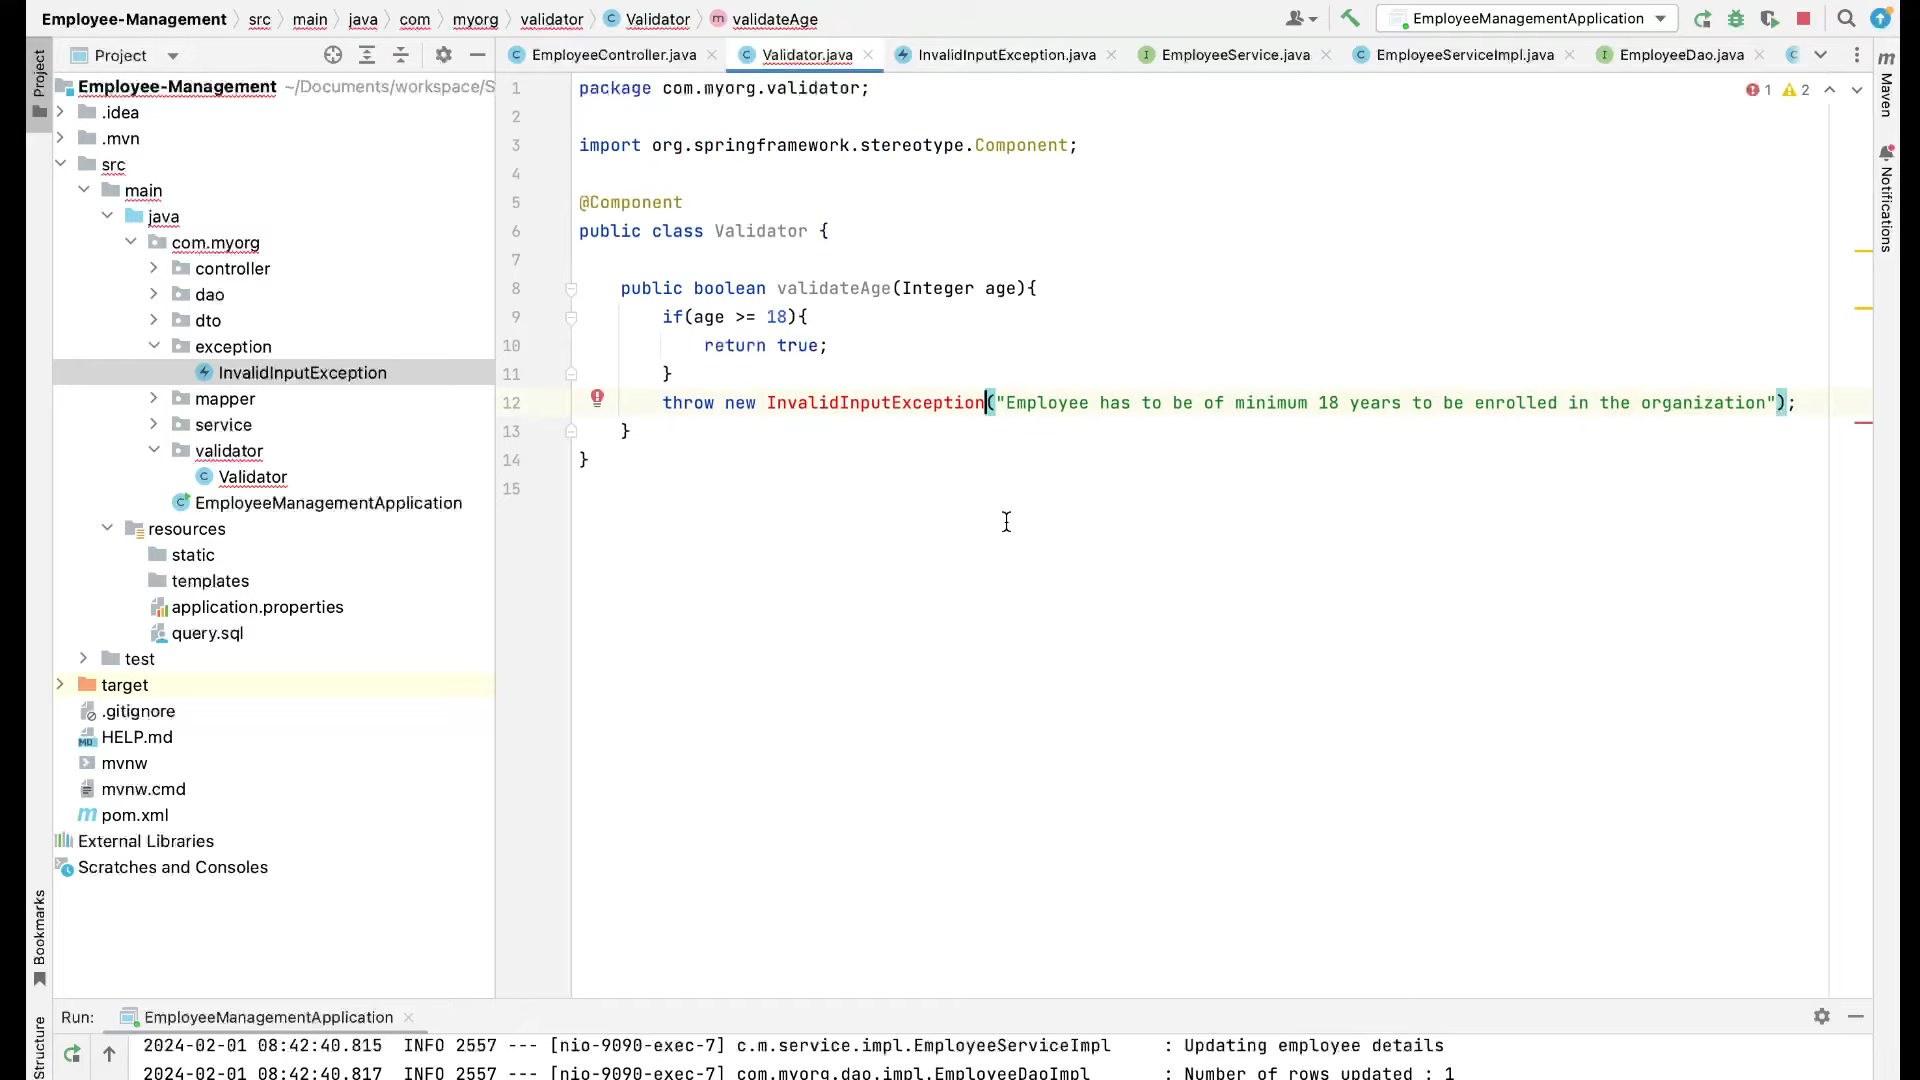 Employee-Management src main java com myorg validator Validator validateAge
EmployeeManagementApplication
Project
EmployeeController.java
Validator.java
InvalidInputException.java
EmployeeService.java
EmployeeServiceImpl.java
EmployeeDao.java
Project
Employee-Management ~/Documents/workspace/S
.idea
.mvn
src
main
java
com.myorg
controller
dao
dto
exception
InvalidInputException
mapper
service
validator
Validator
EmployeeManagementApplication
resources
static
templates
application.properties
query.sql
test
target
.gitignore
HELP.md
mvnw
mvnw.cmd
pom.xml
External Libraries
Scratches and Consoles
1 package com.myorg.validator;
2
3 import org.springframework.stereotype.Component;
4
5 @Component
6 public class Validator {
7
8 public boolean validateAge(Integer age){
9 if(age >= 18){
10 return true;
11 }
12 throw new InvalidInputException("Employee has to be of minimum 18 years to be enrolled in the organization");
13 }
14 }
15
1 2
Maven
Notifications
Bookmarks
Structure
Run: EmployeeManagementApplication
2024-02-01 08:42:40.815 INFO 2557 --- [nio-9090-exec-7] c.m.service.impl.EmployeeServiceImpl : Updating employee details
2024-02-01 08:42:40.817 INFO 2557 --- [nio-9090-exec-7] com.myorg.dao.impl.EmployeeDaoImpl : Number of rows updated : 1